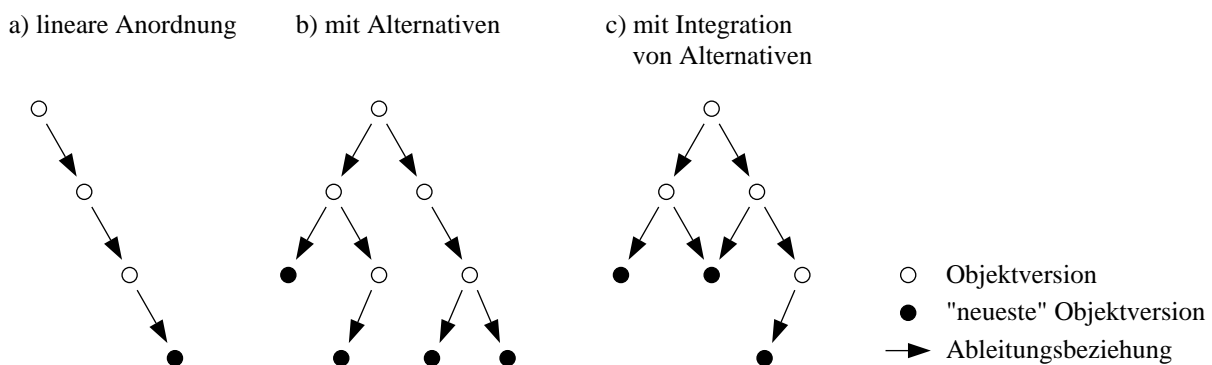 a) lineare Anordnung
b) mit Alternativen
c) mit Integration
von Alternativen
Objektversion
"neueste" Objektversion
Ableitungsbeziehung